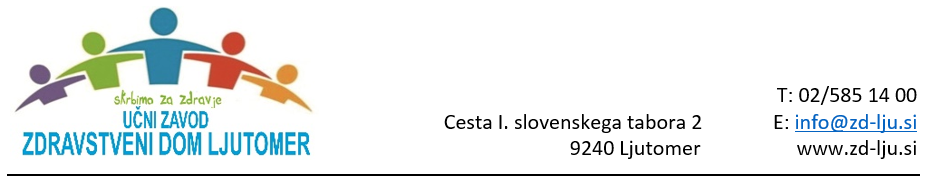 skrbimo za zdravje
UČNI ZAVOD
ZDRAVSTVENI DOM LJUTOMER
Cesta I. slovenskega tabora 2
9240 Ljutomer
T: 02/585 14 00
E: info@zd-lju.si
www.zd-lju.si